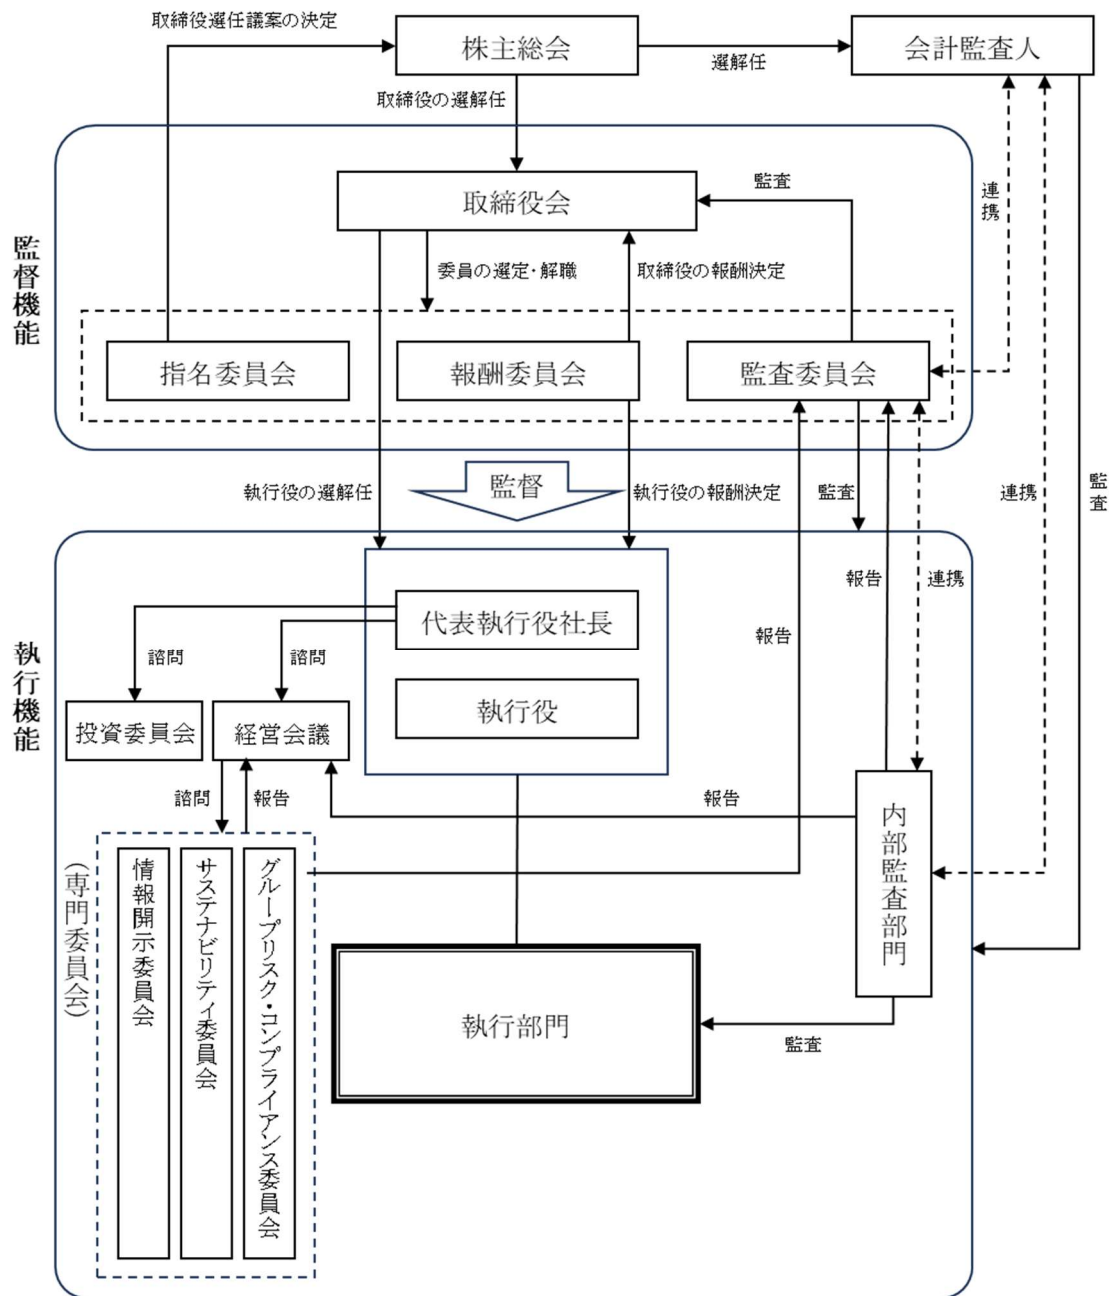 取締役選任議案の決定
株主総会
選解任
会計監査人
取締役の選解任
監督機能
取締役会
監査
連携
委員の選定・解職
取締役の報酬決定
指名委員会
報酬委員会
監査委員会
執行役の選解任
監督
執行役の報酬決定
監査
連携
監査
執行機能
報告
連携
代表執行役社長
諮問
諮問
報告
執行役
投資委員会
経営会議
諮問
報告
報告
内部監査部門
(専門委員会)
情報開示委員会
サステナビリティ委員会
グループリスク・コンプライアンス委員会
執行部門
監査